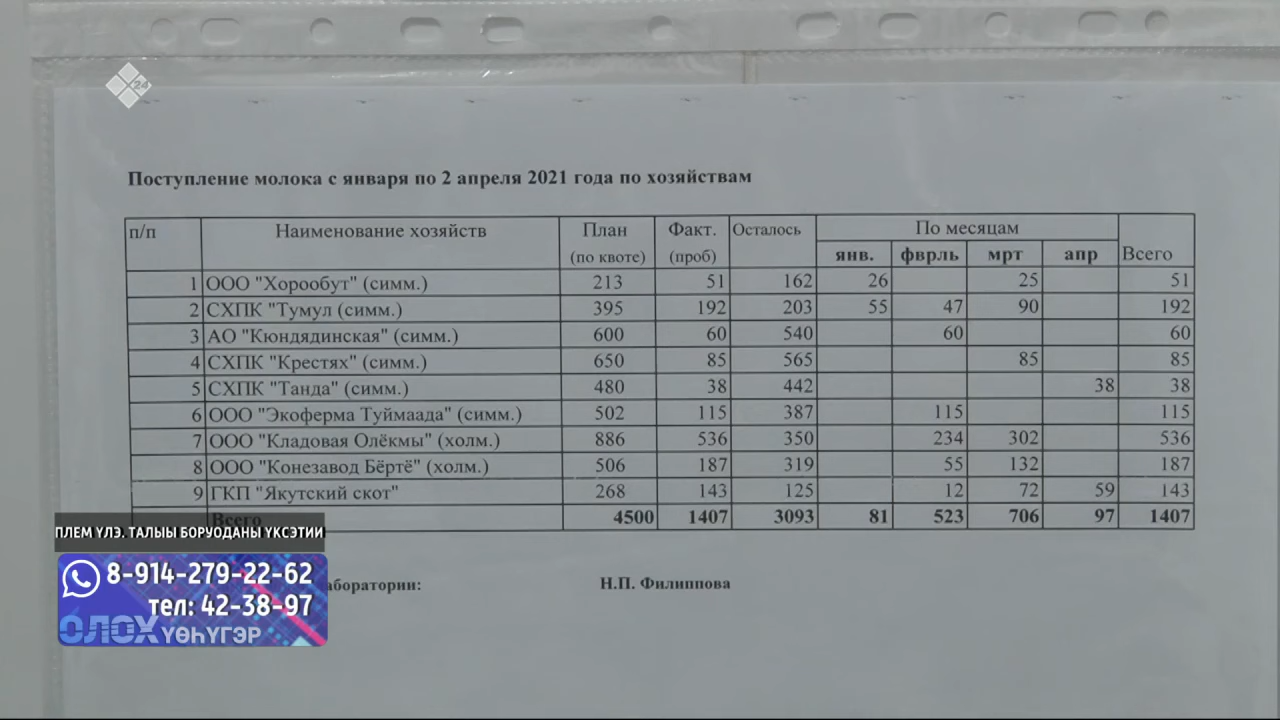 24
Поступление молока с января по 2 апреля 2021 года по хозяйствам
п/п Наименование хозяйств План (по квоте) Факт. (проб) Осталось По месяцам Всего
янв. фврль мрт апр
1 ООО "Хорообут" (симм.) 213 51 162 26 25 51
2 СХПК "Тумул (симм.) 395 192 203 55 47 90 192
3 АО "Кюндядинская" (симм.) 600 60 540 60 60
4 СХПК "Крестях" (симм.) 650 85 565 85 85
5 СХПК "Танда" (симм.) 480 38 442 38 38
6 ООО "Экоферма Туймаада" (симм.) 502 115 387 115 115
7 ООО "Кладовая Олёкмы" (холм.) 886 536 350 234 302 536
8 ООО "Конезавод Бёртё" (холм.) 506 187 319 55 132 187
9 ГКП "Якутский скот" 268 143 125 12 72 59 143
Всего 4500 1407 3093 81 523 706 97 1407
аборатории: Н.П. Филиппова
ПЛЕМ ҮЛЭ. ТАЛЫЫ БОРУОДАНЫ ҮКСЭТИИ
8-914-279-22-62
тел: 42-38-97
ОЛОХ ҮӨҺҮГЭР